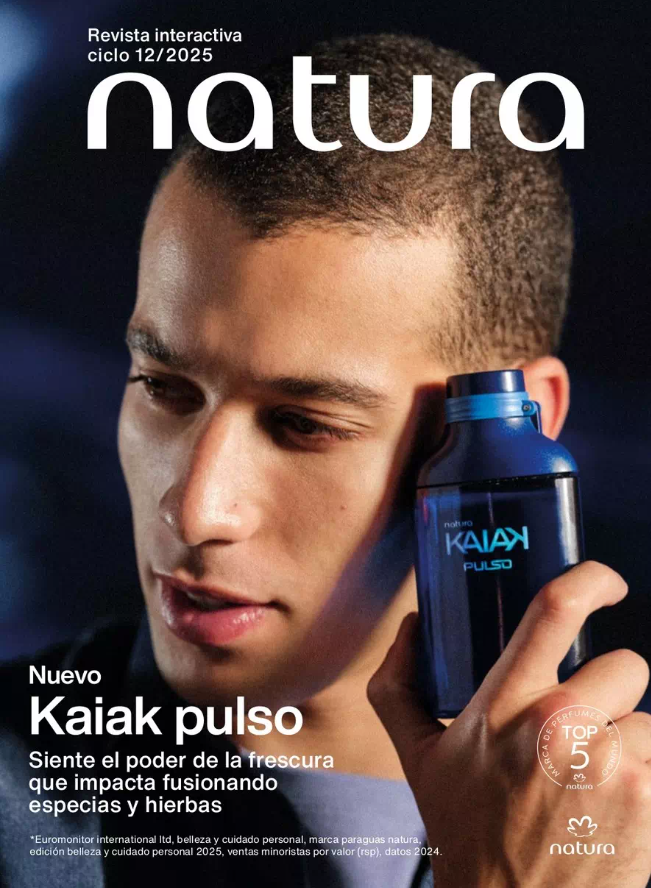 Revista interactiva
ciclo 12/2025
natura
natura
KAIAK
PULSO
Nuevo
Kaiak pulso
Siente el poder de la frescura
que impacta fusionando
especias y hierbas
MARCA DE PERFUMES DEL MUNDO
TOP
5
natura
natura
*Euromonitor international ltd, belleza y cuidado personal, marca paraguas natura,
edición belleza y cuidado personal 2025, ventas minoristas por valor (rsp), datos 2024.